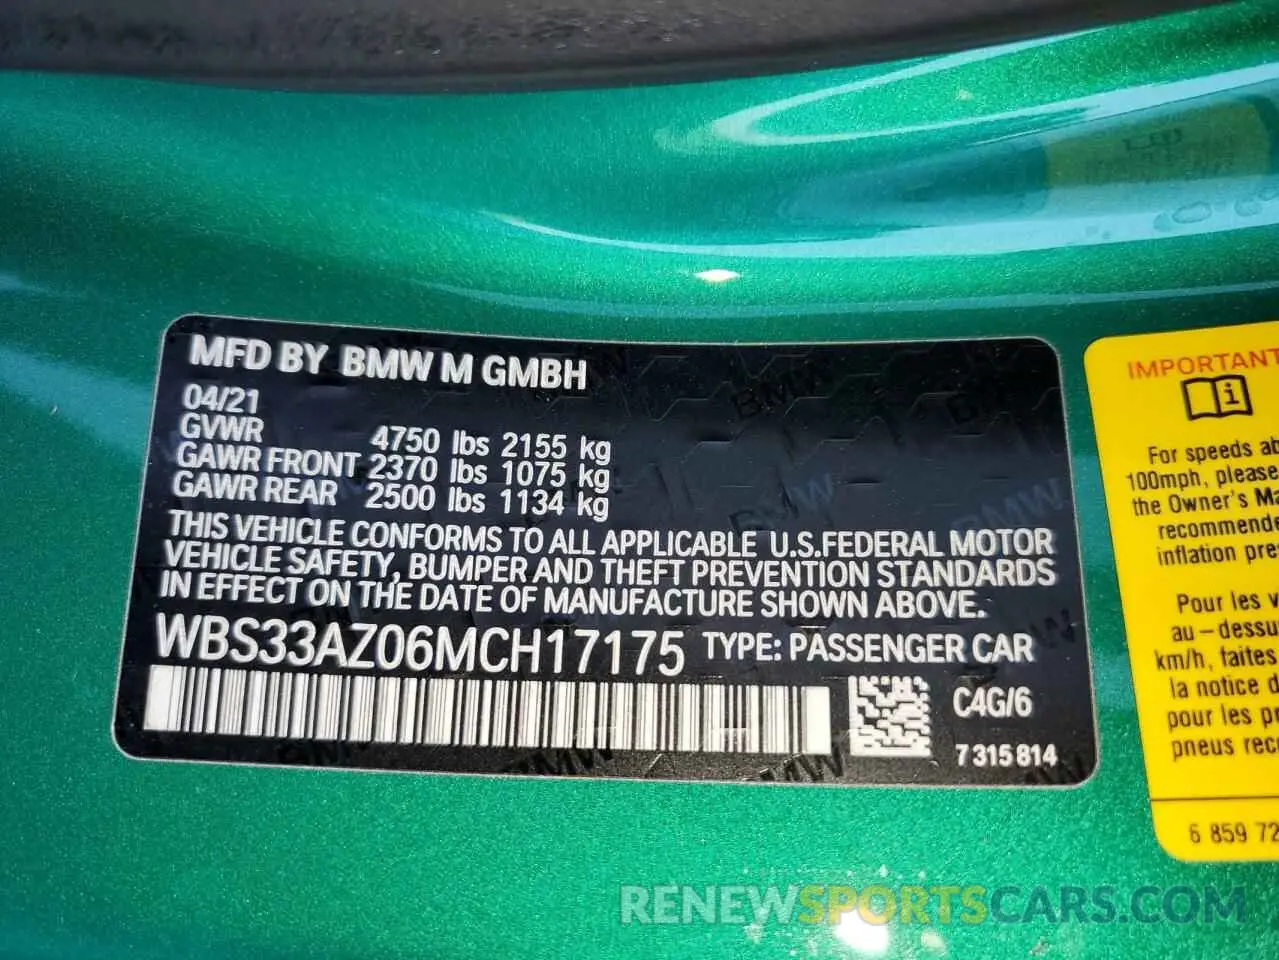 MFD BY BMW M GMBH
04/21
GVWR 4750 lbs 2155 kg
GAWR FRONT 2370 lbs 1075 kg
GAWR REAR 2500 lbs 1134 kg
THIS VEHICLE CONFORMS TO ALL APPLICABLE U.S.FEDERAL MOTOR
VEHICLE SAFETY, BUMPER AND THEFT PREVENTION STANDARDS
IN EFFECT ON THE DATE OF MANUFACTURE SHOWN ABOVE.
WBS33AZ06MCH17175 TYPE: PASSENGER CAR
C4G/6
7 315 814
IMPORTANT
For speeds
100mph, please
the Owner's
inflation
Pour les
au-dessu
km/h, faites
la notice
pour les
pneus
6 859 72
RENEWSPORTSCARS.COM